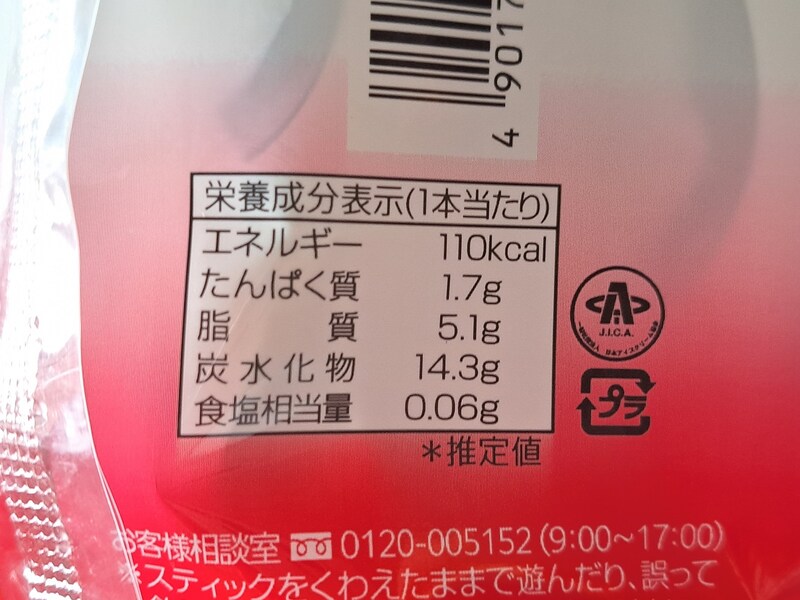 4 9017
栄養成分表示(1本当たり)
エネルギー 110kcal
たんぱく質 1.7g
脂質 5.1g
炭水化物 14.3g
食塩相当量 0.06g
*推定値
J.I.C.A.
プラ
お客様相談室 0120-005152(9:00~17:00)
※スティックをくわえたままで遊んだり、誤って